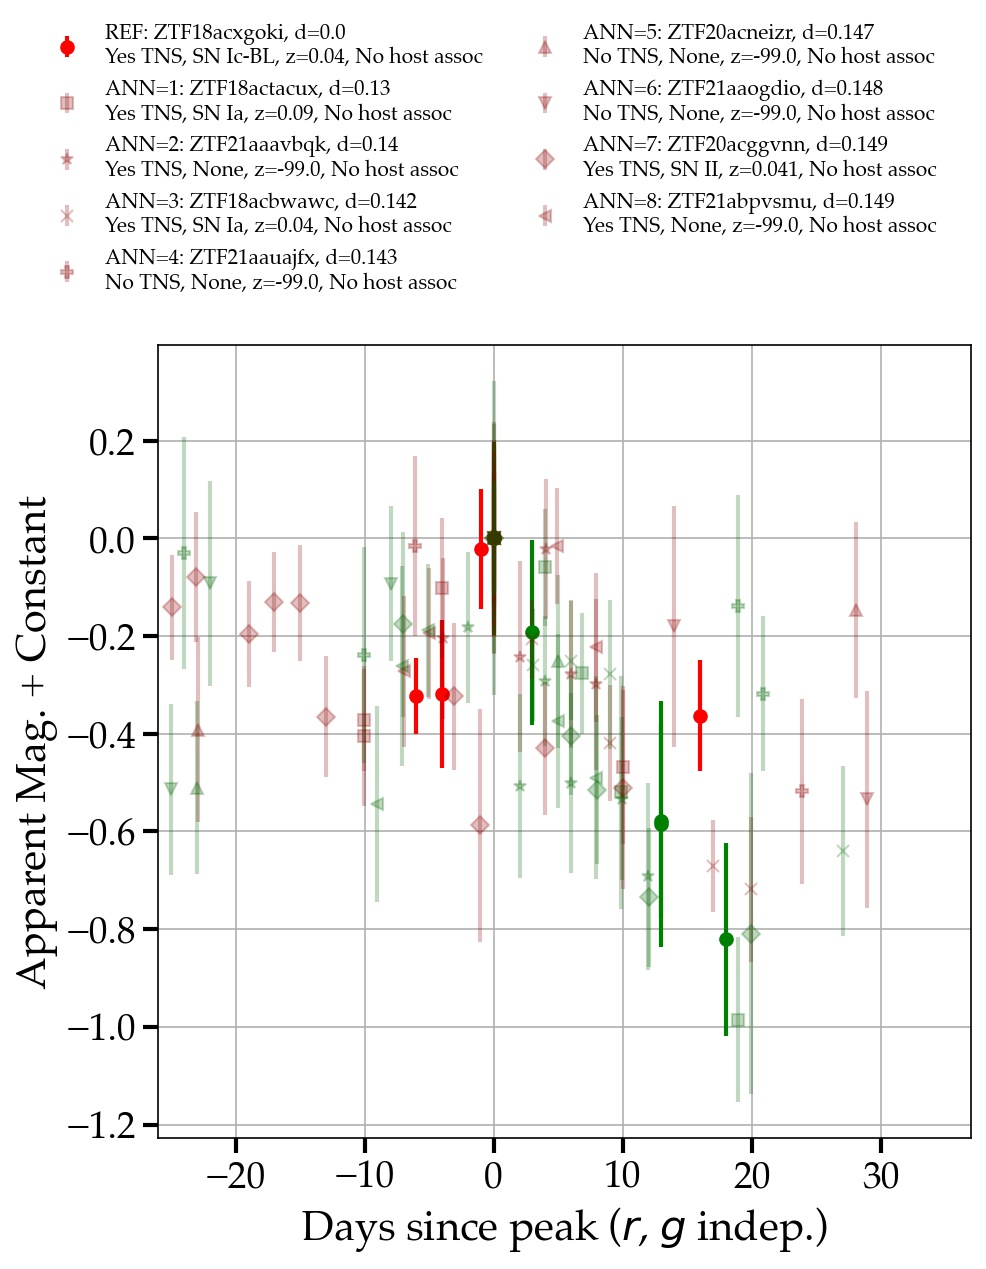 REF: ZTF18acxgoki, d=0.0
Yes TNS, SN Ic-BL, z=0.04, No host assoc
ANN=1: ZTF18actacux, d=0.13
Yes TNS, SN Ia, z=0.09, No host assoc
ANN=2: ZTF21aaavbqk, d=0.14
Yes TNS, None, z=-99.0, No host assoc
ANN=3: ZTF18acbwawc, d=0.142
Yes TNS, SN Ia, z=0.04, No host assoc
ANN=4: ZTF21aauajfx, d=0.143
No TNS, None, z=-99.0, No host assoc
ANN=5: ZTF20acneizr, d=0.147
No TNS, None, z=-99.0, No host assoc
ANN=6: ZTF21aaogdio, d=0.148
No TNS, None, z=-99.0, No host assoc
ANN=7: ZTF20acggvnn, d=0.149
Yes TNS, SN II, z=0.041, No host assoc
ANN=8: ZTF21abpvsmu, d=0.149
Yes TNS, None, z=-99.0, No host assoc
Apparent Mag. + Constant
0.2
0.0
−0.2
−0.4
−0.6
−0.8
−1.0
−1.2
−20
−10
0
10
20
30
Days since peak (r, g indep.)